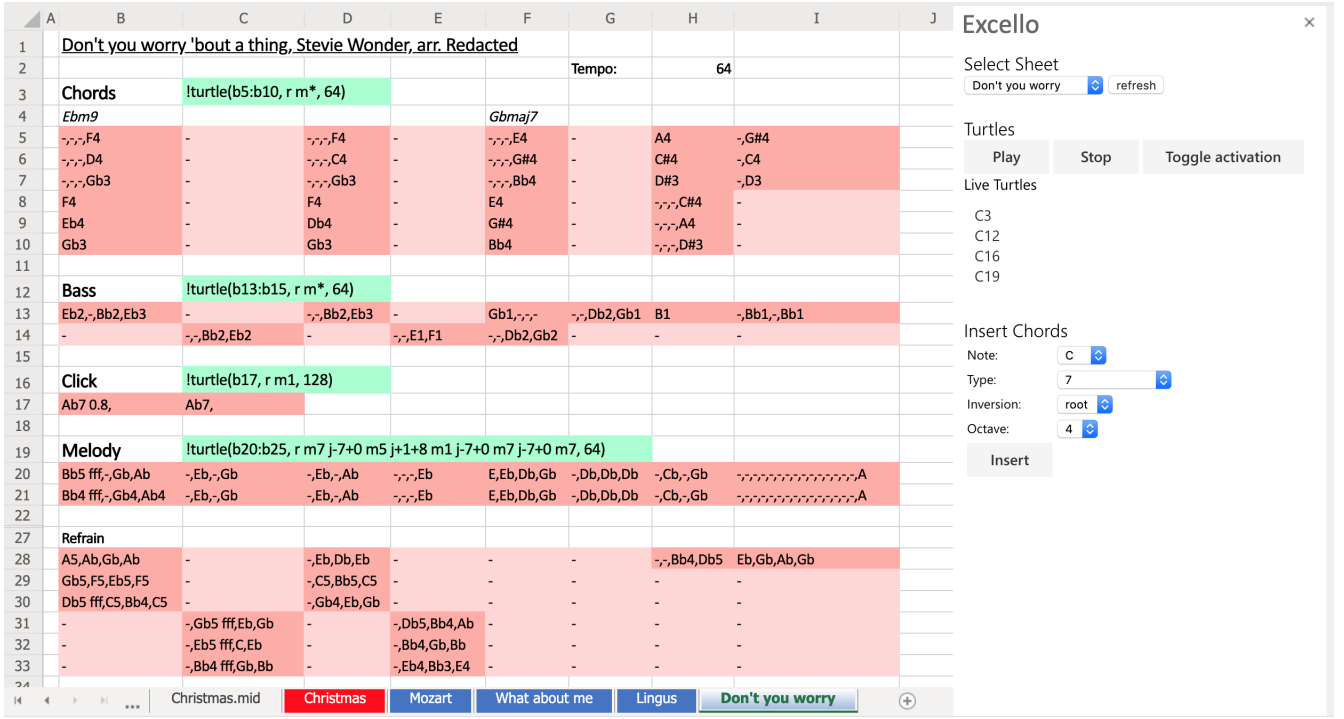 A B C D E F G H I J
1 Don't you worry 'bout a thing, Stevie Wonder, arr. Redacted
2 Tempo: 64
3 Chords !turtle(b5:b10, r m*, 64)
4 Ebm9 Gbmaj7
5 -,-,-,F4 - -,-,-,F4 - -,-,-,E4 - A4 -,G#4
6 -,-,-,D4 - -,-,-,C4 - -,-,-,G#4 - C#4 -,C4
7 -,-,-,Gb3 - -,-,-,Gb3 - -,-,-,Bb4 - D#3 -,D3
8 F4 - F4 - E4 - -,-,-,C#4 -
9 Eb4 - Db4 - G#4 - -,-,-,A4 -
10 Gb3 - Gb3 - Bb4 - -,-,-,D#3 -
11
12 Bass !turtle(b13:b15, r m*, 64)
13 Eb2,-,Bb2,Eb3 - -,-,Bb2,Eb3 - Gb1,-,-,- -,-,Db2,Gb1 B1 -,Bb1,-,Bb1
14 - -,-,Bb2,Eb2 - -,-,E1,F1 -,-,Db2,Gb2 - - -
15
16 Click !turtle(b17, r m1, 128)
17 Ab7 0.8, Ab7,
18
19 Melody !turtle(b20:b25, r m7 j-7+0 m5 j+1+8 m1 j-7+0 m7 j-7+0 m7, 64)
20 Bb5 fff,-,Gb,Ab -,Eb,-,Gb -,Eb,-,Ab -,-,-,Eb E,Eb,Db,Gb -,Db,Db,Db -,Cb,-,Gb -,-,-,-,-,-,-,-,-,-,-,-,-,-,-,A
21 Bb4 fff,-,Gb4,Ab4 -,Eb,-,Gb -,Eb,-,Ab -,-,-,Eb E,Eb,Db,Gb -,Db,Db,Db -,Cb,-,Gb -,-,-,-,-,-,-,-,-,-,-,-,-,-,-,A
22
27 Refrain
28 A5,Ab,Gb,Ab - -,Eb,Db,Eb - - - -,-,Bb4,Db5 Eb,Gb,Ab,Gb
29 Gb5,F5,Eb5,F5 - -,C5,Bb5,C5 - - - - -
30 Db5 fff,C5,Bb4,C5 - -,Gb4,Eb,Gb - - - - -
31 - -,Gb5 fff,Eb,Gb - -,Db5,Bb4,Ab - - - -
32 - -,Eb5 fff,C,Eb - -,Bb4,Gb,Bb - - - -
33 - -,Bb4 fff,Gb,Bb - -,Eb4,Bb3,E4 - - - -
34
... Christmas.mid Christmas Mozart What about me Lingus Don't you worry
Excello
Select Sheet
Don't you worry refresh
Turtles
Play Stop Toggle activation
Live Turtles
C3
C12
C16
C19
Insert Chords
Note: C
Type: 7
Inversion: root
Octave: 4
Insert